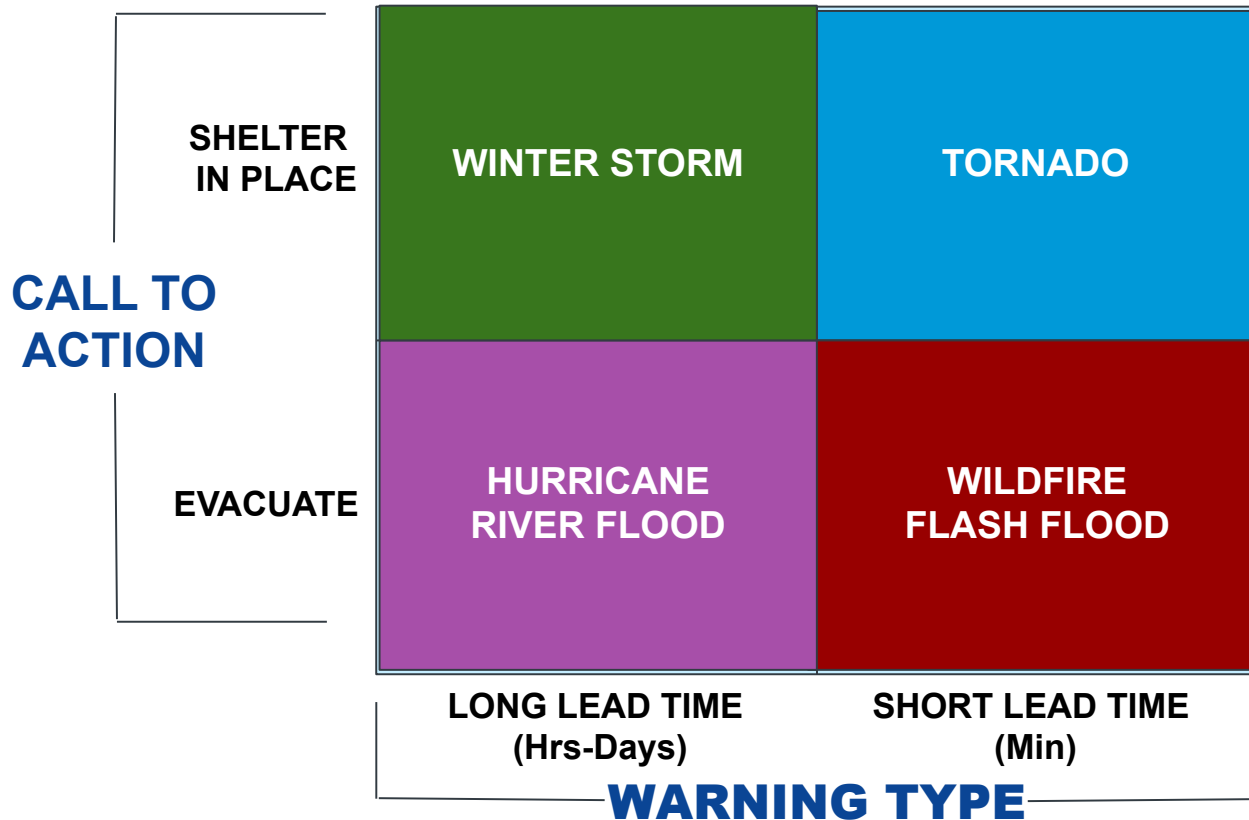 SHELTER
IN PLACE
WINTER STORM
TORNADO
CALL TO
ACTION
EVACUATE
HURRICANE
RIVER FLOOD
WILDFIRE
FLASH FLOOD
LONG LEAD TIME
(Hrs-Days)
SHORT LEAD TIME
(Min)
WARNING TYPE